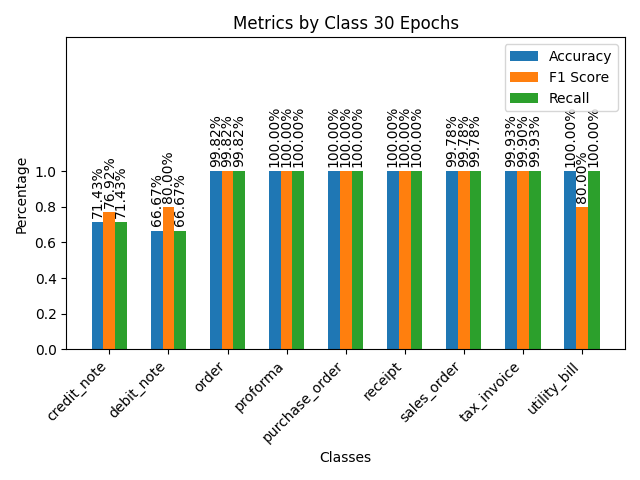 Metrics by Class 30 Epochs
Accuracy
F1 Score
Recall
Percentage
1.0
0.8
0.6
0.4
0.2
0.0
71.43%
76.92%
71.43%
66.67%
80.00%
66.67%
99.82%
99.82%
99.82%
100.00%
100.00%
100.00%
100.00%
100.00%
100.00%
100.00%
100.00%
100.00%
99.78%
99.78%
99.78%
99.93%
99.90%
99.93%
100.00%
80.00%
100.00%
credit_note
debit_note
order
proforma
purchase_order
receipt
sales_order
tax_invoice
utility_bill
Classes